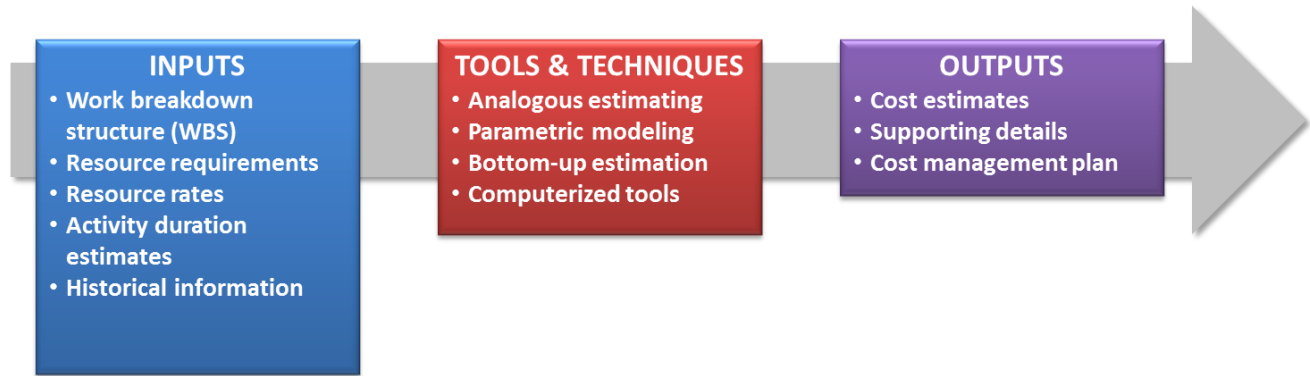 INPUTS
• Work breakdown
structure (WBS)
• Resource requirements
• Resource rates
• Activity duration
estimates
• Historical information
TOOLS & TECHNIQUES
• Analogous estimating
• Parametric modeling
• Bottom-up estimation
• Computerized tools
OUTPUTS
• Cost estimates
• Supporting details
• Cost management plan